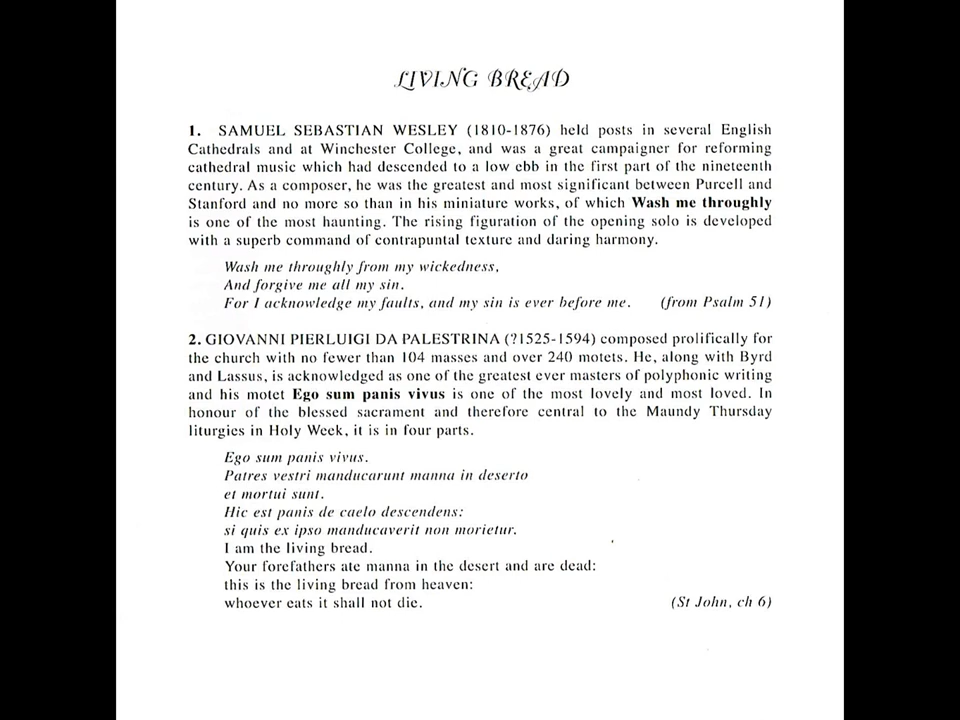 LIVING BREAD
1. SAMUEL SEBASTIAN WESLEY (1810-1876) held posts in several English
Cathedrals and at Winchester College, and was a great campaigner for reforming
cathedral music which had descended to a low ebb in the first part of the nineteenth
century. As a composer, he was the greatest and most significant between Purcell and
Stanford and no more so than in his miniature works, of which Wash me throughly
is one of the most haunting. The rising figuration of the opening solo is developed
with a superb command of contrapuntal texture and daring harmony.
Wash me throughly from my wickedness,
And forgive me all my sin.
For I acknowledge my faults, and my sin is ever before me. (from Psalm 51)
2. GIOVANNI PIERLUIGI DA PALESTRINA (?1525-1594) composed prolifically for
the church with no fewer than 104 masses and over 240 motets. He, along with Byrd
and Lassus, is acknowledged as one of the greatest ever masters of polyphonic writing
and his motet Ego sum panis vivus is one of the most lovely and most loved. In
honour of the blessed sacrament and therefore central to the Maundy Thursday
liturgies in Holy Week, it is in four parts.
Ego sum panis vivus.
Patres vestri manducarunt manna in deserto
et mortui sunt.
Hic est panis de caelo descendens:
si quis ex ipso manducaverit non morietur.
I am the living bread.
Your forefathers ate manna in the desert and are dead:
this is the living bread from heaven:
whoever eats it shall not die. (St John, ch 6)